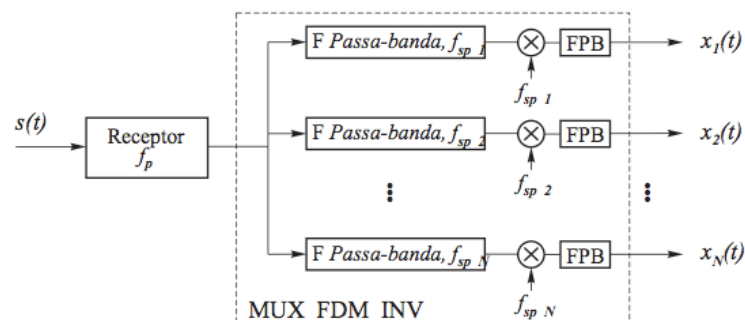 F Passa-banda, f_sp 1
FPB
x_1(t)
f_sp 1
s(t)
Receptor
f_p
F Passa-banda, f_sp 2
FPB
x_2(t)
f_sp 2
F Passa-banda, f_sp N
FPB
x_N(t)
f_sp N
MUX FDM INV